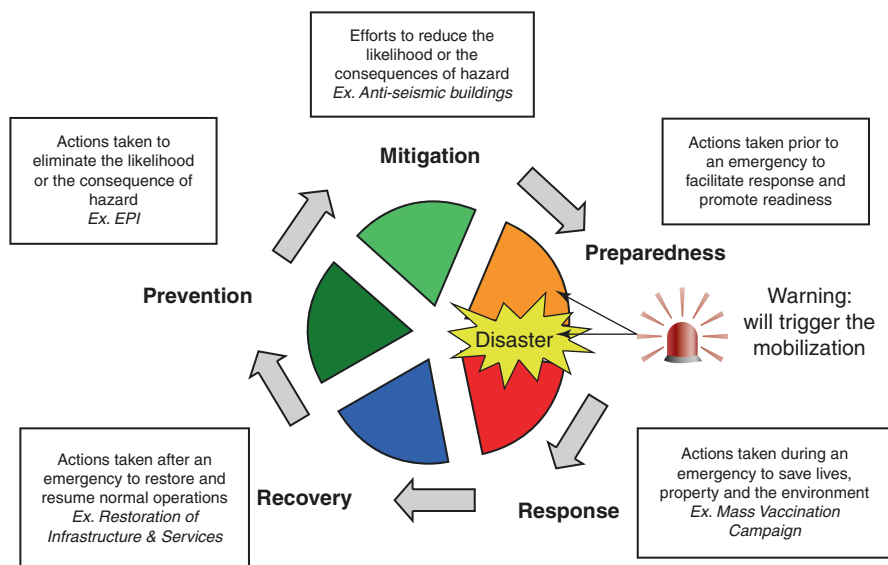 Efforts to reduce the
likelihood or the
consequences of hazard
Ex. Anti-seismic buildings
Actions taken to
eliminate the likelihood
or the consequence of
hazard
Ex. EPI
Mitigation
Actions taken prior to
an emergency to
facilitate response and
promote readiness
Preparedness
Prevention
Disaster
Warning:
will trigger the
mobilization
Actions taken after an
emergency to restore and
resume normal operations
Ex. Restoration of
Infrastructure & Services
Recovery
Response
Actions taken during an
emergency to save lives,
property and the environment
Ex. Mass Vaccination
Campaign